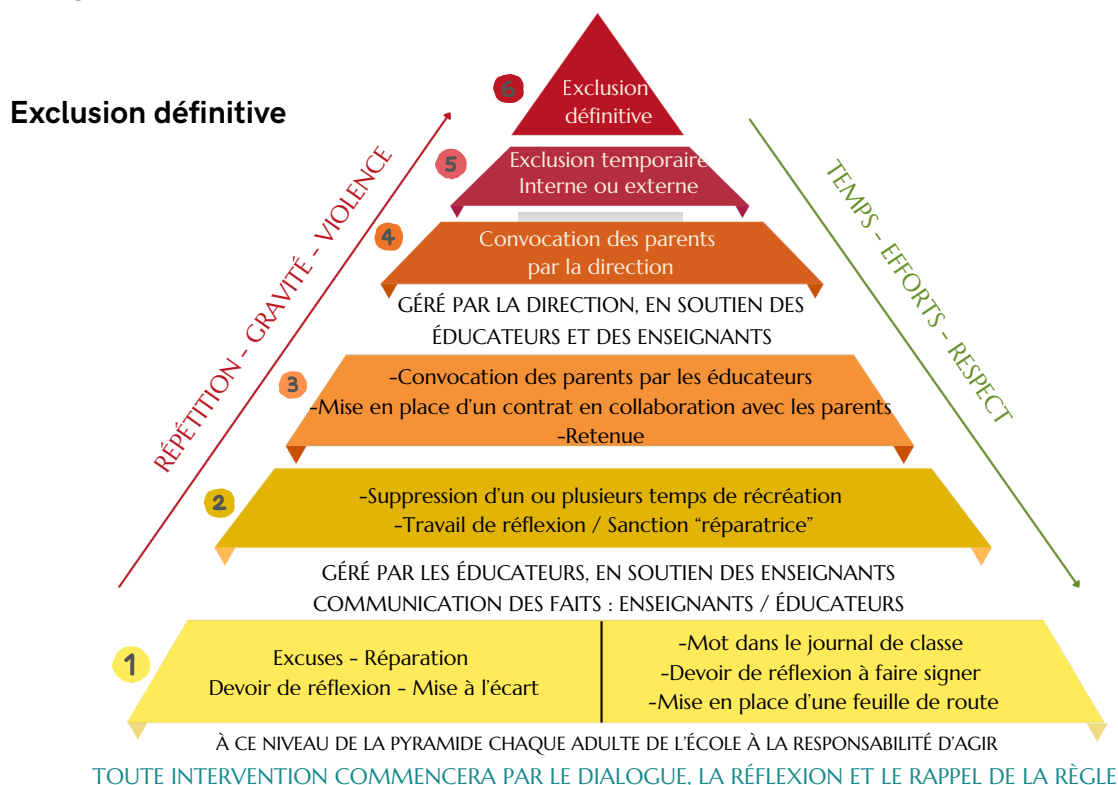 6
Exclusion
définitive
Exclusion définitive
5
Exclusion temporaire
Interne ou externe
4
Convocation des parents
par la direction
RÉPÉTITION - GRAVITÉ - VIOLENCE
TEMPS - EFFORTS - RESPECT
GÉRÉ PAR LA DIRECTION, EN SOUTIEN DES
ÉDUCATEURS ET DES ENSEIGNANTS
3
-Convocation des parents par les éducateurs
-Mise en place d'un contrat en collaboration avec les parents
-Retenue
2
-Suppression d'un ou plusieurs temps de récréation
-Travail de réflexion / Sanction “réparatrice”
GÉRÉ PAR LES ÉDUCATEURS, EN SOUTIEN DES ENSEIGNANTS
COMMUNICATION DES FAITS : ENSEIGNANTS / ÉDUCATEURS
1
Excuses - Réparation
Devoir de réflexion - Mise à l'écart
-Mot dans le journal de classe
-Devoir de réflexion à faire signer
-Mise en place d'une feuille de route
À CE NIVEAU DE LA PYRAMIDE CHAQUE ADULTE DE L'ÉCOLE À LA RESPONSABILITÉ D'AGIR
TOUTE INTERVENTION COMMENCERA PAR LE DIALOGUE, LA RÉFLEXION ET LE RAPPEL DE LA RÈGLE